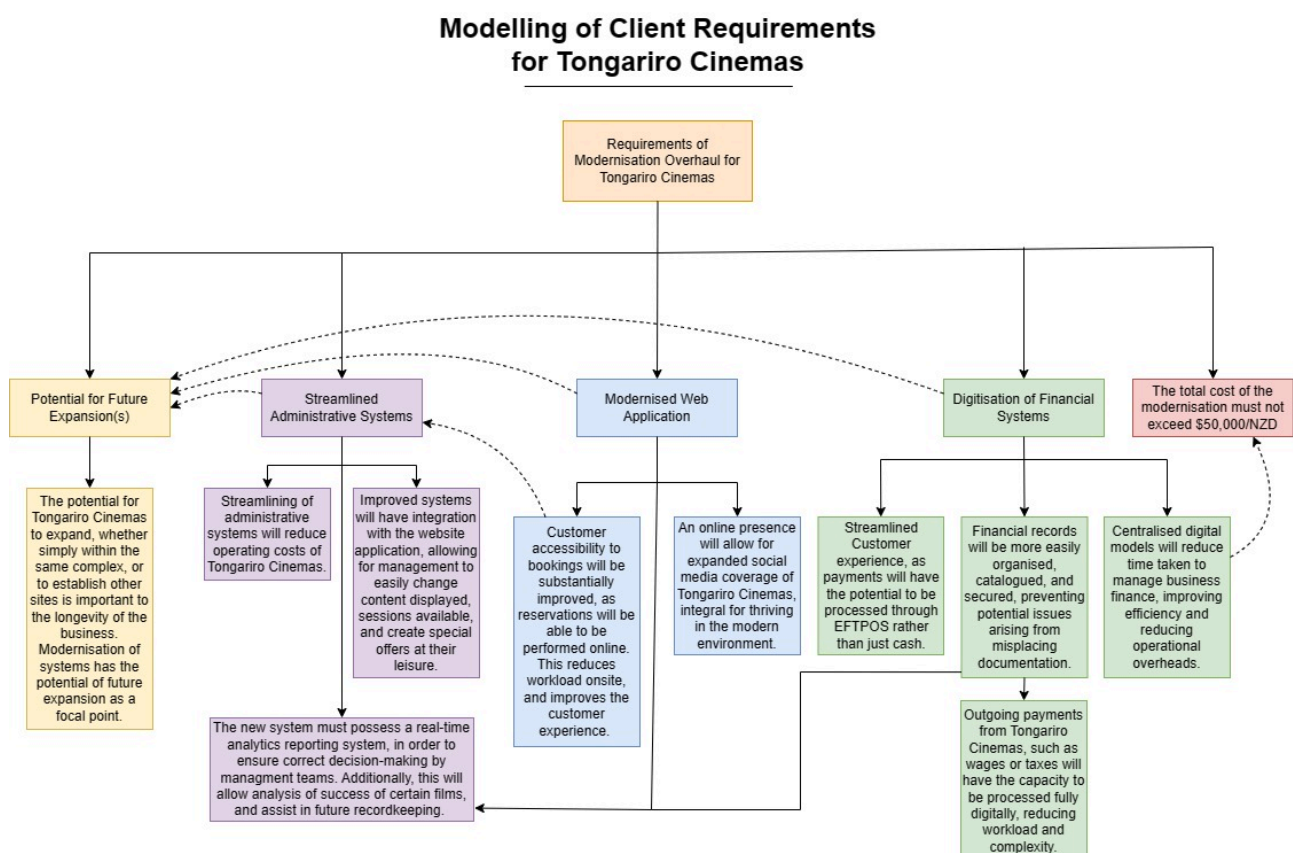 Modelling of Client Requirements
for Tongariro Cinemas
Requirements of
Modernisation Overhaul for
Tongariro Cinemas
Potential for Future
Expansion(s)
Streamlined
Administrative Systems
Modernised Web
Application
Digitisation of Financial
Systems
The total cost of the
modernisation must not
exceed $50,000/NZD
The potential for
Tongariro Cinemas
to expand, whether
simply within the
same complex, or
to establish other
sites is important to
the longevity of the
business.
Modernisation of
systems has the
potential of future
expansion as a
focal point.
Streamlining of
administrative
systems will reduce
operating costs of
Tongariro Cinemas.
Improved systems
will have integration
with the website
application, allowing
for management to
easily change
content displayed,
sessions available,
and create special
offers at their
leisure.
The new system must possess a real-time
analytics reporting system, in order to
ensure correct decision-making by
managment teams. Additionally, this will
allow analysis of success of certain films,
and assist in future recordkeeping.
Customer
accessibility to
bookings will be
substantially
improved, as
reservations will be
able to be
performed online.
This reduces
workload onsite,
and improves the
customer
experience.
An online presence
will allow for
expanded social
media coverage of
Tongariro Cinemas,
integral for thriving
in the modern
environment.
Streamlined
Customer
experience, as
payments will have
the potential to be
processed through
EFTPOS rather
than just cash.
Financial records
will be more easily
organised,
catalogued, and
secured, preventing
potential issues
arising from
misplacing
documentation.
Centralised digital
models will reduce
time taken to
manage business
finance, improving
efficiency and
reducing
operational
overheads.
Outgoing payments
from Tongariro
Cinemas, such as
wages or taxes will
have the capacity to
be processed fully
digitally, reducing
workload and
complexity.